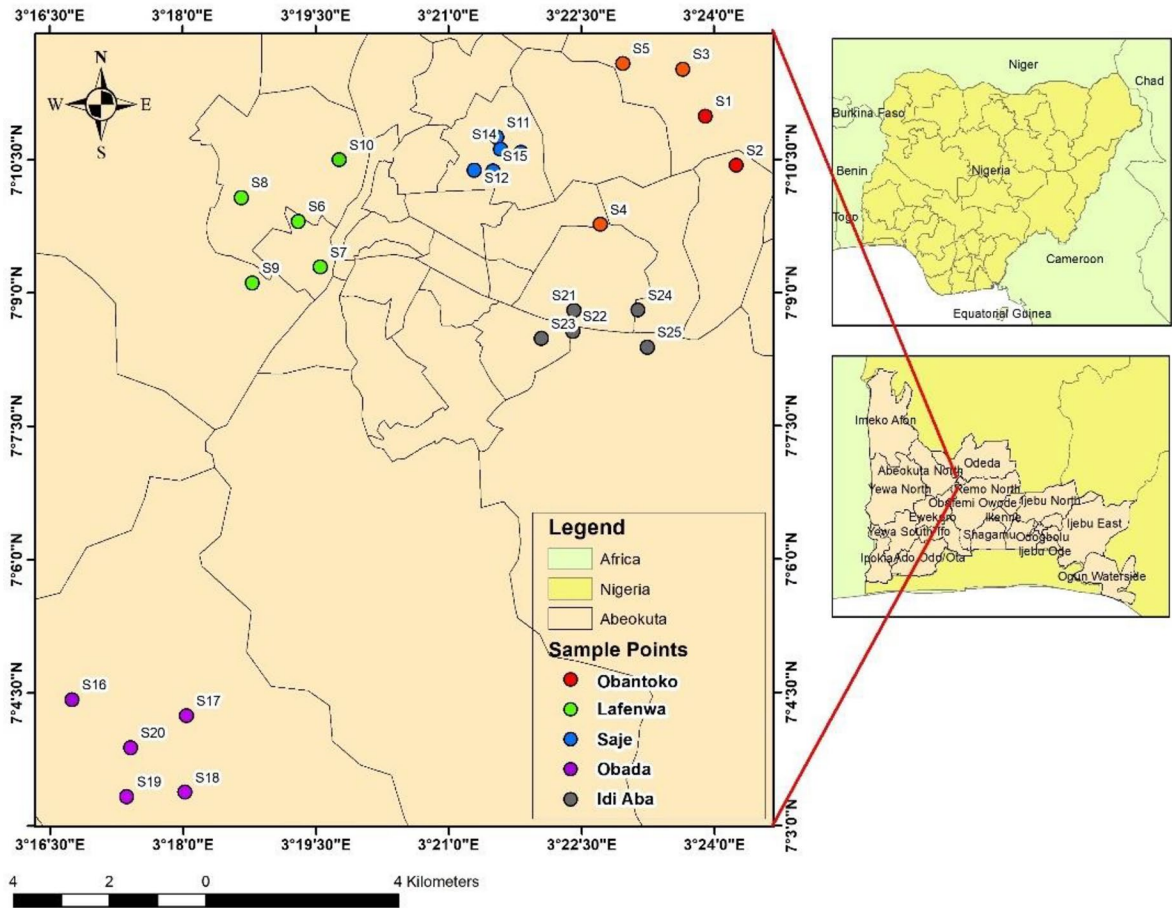 3°16'30"E 3°18'0"E 3°19'30"E 3°21'0"E 3°22'30"E 3°24'0"E
N
W E
S
S5 S3
S1
S11
S14
S15
S12
S2
S10
S8
S6
S4
S7
S9
S21
S24
S22
S23
S25
S16
S17
S20
S19
S18
7°10'30"N
7°9'0"N
7°7'30"N
7°6'0"N
7°4'30"N
7°10'30"N
7°9'0"N
7°7'30"N
7°6'0"N
7°4'30"N
7°3'0"N
Legend
Africa
Nigeria
Abeokuta
Sample Points
Obantoko
Lafenwa
Saje
Obada
Idi Aba
3°16'30"E 3°18'0"E 3°19'30"E 3°21'0"E 3°22'30"E 3°24'0"E
4 2 0 4 Kilometers
Niger
Chad
Burkina Faso
Benin
Nigeria
Togo
Cameroon
Equatorial Guinea
Imeko Afon
Odeda
Abeokuta North
Yewa North
Remo North
Owode
Ijebu North
Ewekoro
Ikenne
Ijebu East
Yewa South
Ifo
Shagamu
Odogbolu
Ijebu Ode
Ipokia
Ado Odo/Ota
Ogun Waterside